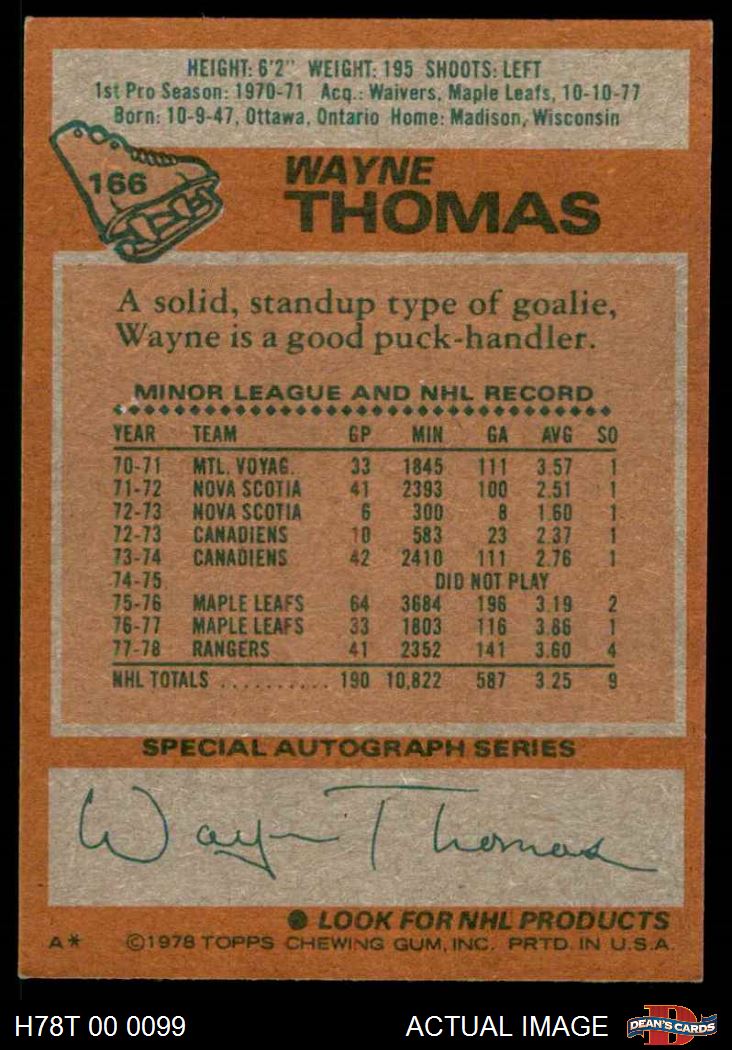 HEIGHT: 6'2" WEIGHT: 195 SHOOTS: LEFT
1st Pro Season: 1970-71 Acq.: Waivers, Maple Leafs, 10-10-77
Born: 10-9-47, Ottawa, Ontario Home: Madison, Wisconsin
166
WAYNE
THOMAS
A solid, standup type of goalie,
Wayne is a good puck-handler.
MINOR LEAGUE AND NHL RECORD
YEAR TEAM GP MIN GA AVG SO
70-71 MTL. VOYAG. 33 1845 111 3.57 1
71-72 NOVA SCOTIA 41 2393 100 2.51 1
72-73 NOVA SCOTIA 6 300 8 1.60 1
72-73 CANADIENS 10 583 23 2.37 1
73-74 CANADIENS 42 2410 111 2.76 1
74-75 DID NOT PLAY
75-76 MAPLE LEAFS 64 3684 196 3.19 2
76-77 MAPLE LEAFS 33 1803 116 3.86 1
77-78 RANGERS 41 2352 141 3.60 4
NHL TOTALS .......... 190 10,822 587 3.25 9
SPECIAL AUTOGRAPH SERIES
Wayne Thomas
● LOOK FOR NHL PRODUCTS
A* ©1978 TOPPS CHEWING GUM, INC. PRTD. IN U.S.A.
H78T 00 0099 ACTUAL IMAGE
D
DEAN'S CARDS